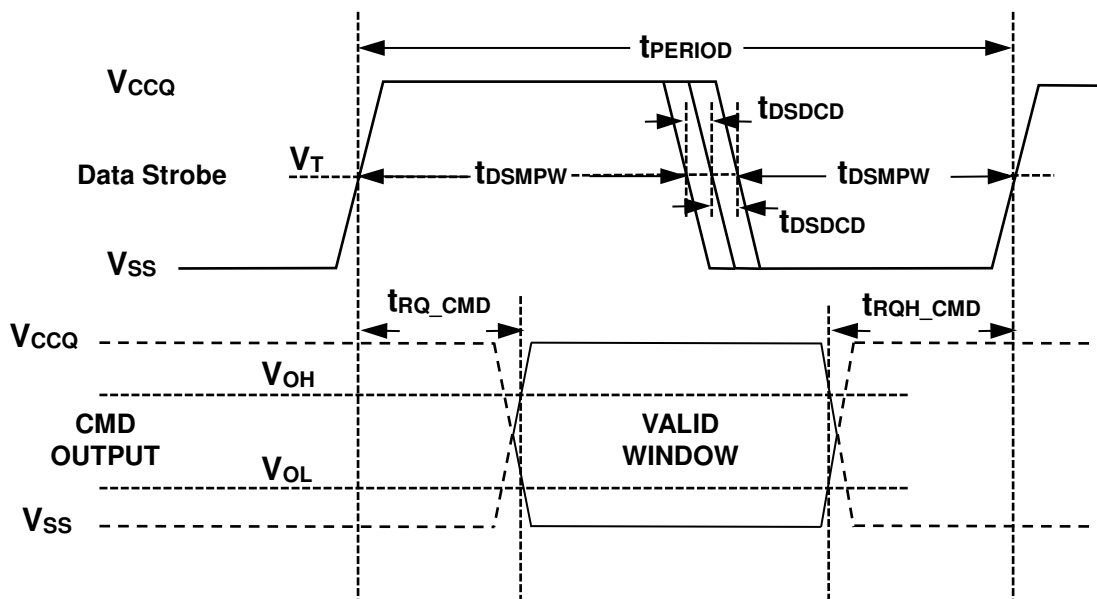 tPERIOD
VCCQ
tDSDCD
VT
Data Strobe
tDSMPW
tDSMPW
tDSDCD
VSS
tRQ_CMD
tRQH_CMD
VCCQ
VOH
CMD
OUTPUT
VALID
WINDOW
VOL
VSS